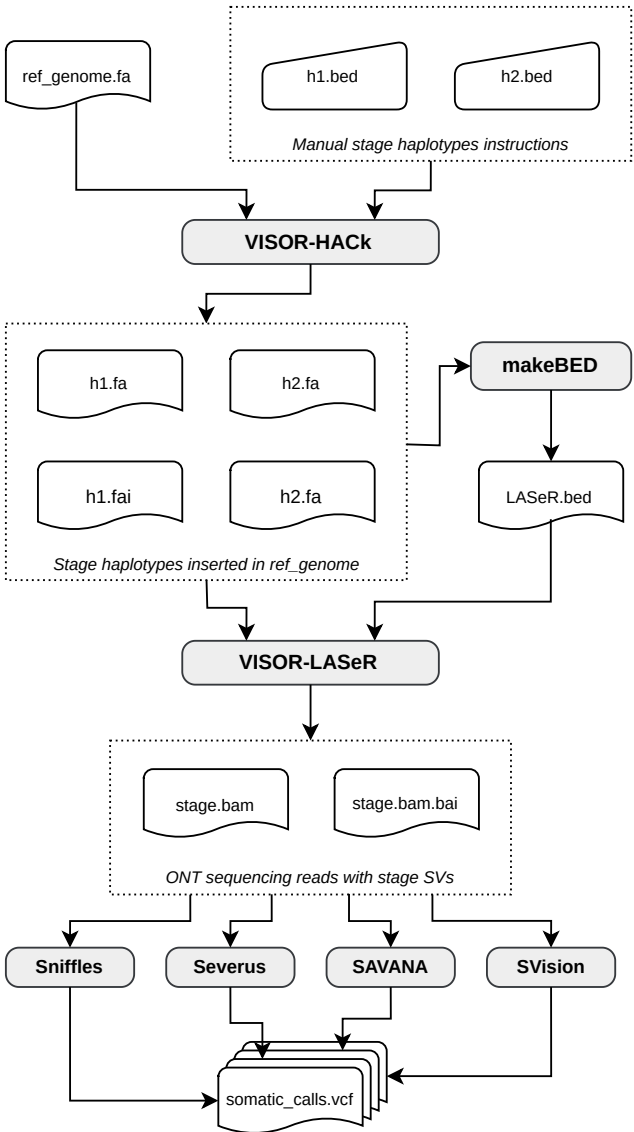 ref_genome.fa
h1.bed
h2.bed
Manual stage haplotypes instructions
VISOR-HACk
h1.fa
h2.fa
makeBED
h1.fai
h2.fa
LASeR.bed
Stage haplotypes inserted in ref_genome
VISOR-LASeR
stage.bam
stage.bam.bai
ONT sequencing reads with stage SVs
Sniffles
Severus
SAVANA
SVision
somatic_calls.vcf